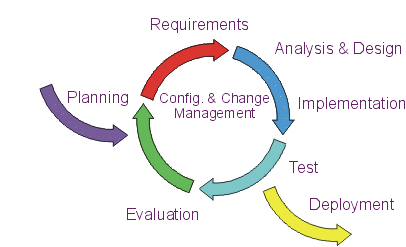 Requirements
Analysis & Design
Planning
Config. & Change
Management
Implementation
Test
Evaluation
Deployment